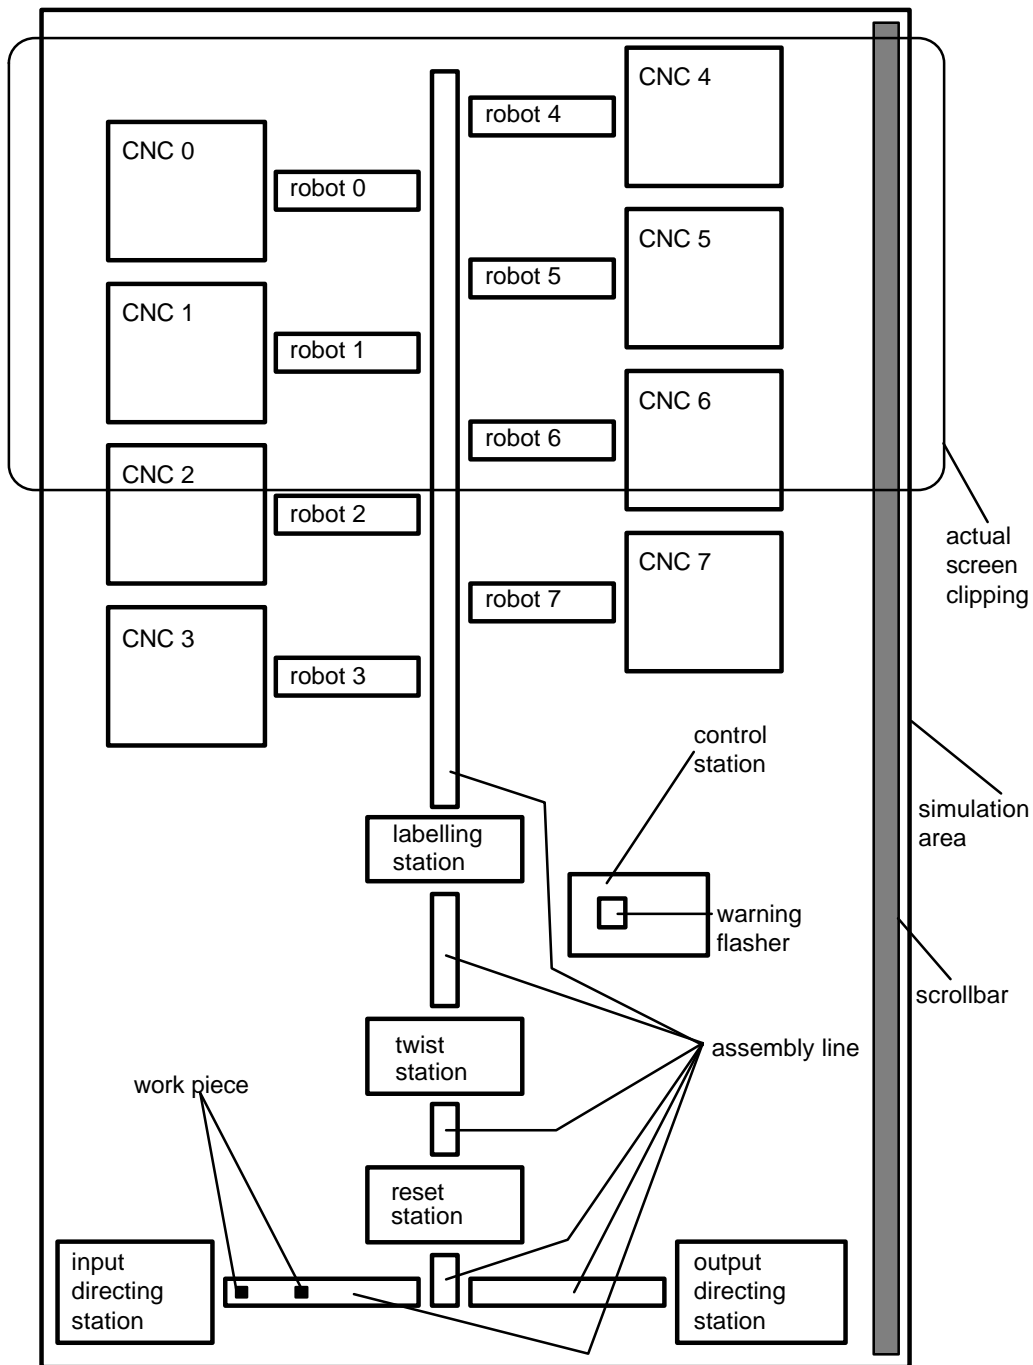 CNC 4
robot 4
CNC 0
robot 0
CNC 5
robot 5
CNC 1
robot 1
CNC 6
robot 6
CNC 2
robot 2
actual
screen
clipping
CNC 7
robot 7
CNC 3
robot 3
control
station
simulation
area
labelling
station
warning
flasher
scrollbar
twist
station
assembly line
work piece
reset
station
input
directing
station
output
directing
station